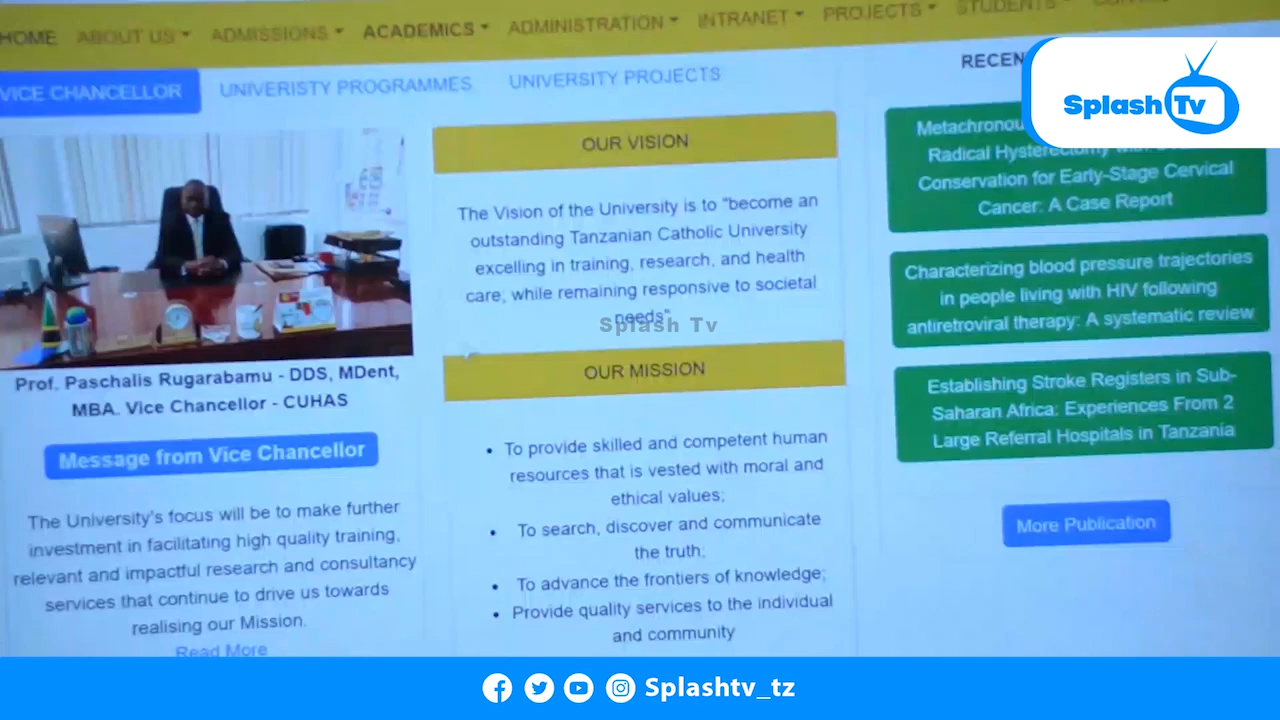 HOME ABOUT US ADMISSIONS ACADEMICS ADMINISTRATION INTRANET PROJECTS STUDENTS
VICE CHANCELLOR
UNIVERISTY PROGRAMMES
UNIVERSITY PROJECTS
Prof. Paschalis Rugarabamu - DDS, MDent,
MBA. Vice Chancellor - CUHAS
Message from Vice Chancellor
The University's focus will be to make further
investment in facilitating high quality training,
relevant and impactful research and consultancy
services that continue to drive us towards
realising our Mission.
Read More
OUR VISION
The Vision of the University is to "become an
outstanding Tanzanian Catholic University
excelling in training, research, and health
care, while remaining responsive to societal
needs".
Splash Tv
OUR MISSION
• To provide skilled and competent human
resources that is vested with moral and
ethical values;
• To search, discover and communicate
the truth;
• To advance the frontiers of knowledge;
• Provide quality services to the individual
and community
Splash Tv
Radical Hysterectomy with
Conservation for Early-Stage Cervical
Cancer: A Case Report
Characterizing blood pressure trajectories
in people living with HIV following
antiretroviral therapy: A systematic review
Establishing Stroke Registers in Sub-
Saharan Africa: Experiences From 2
Large Referral Hospitals in Tanzania
More Publication
Splashtv_tz